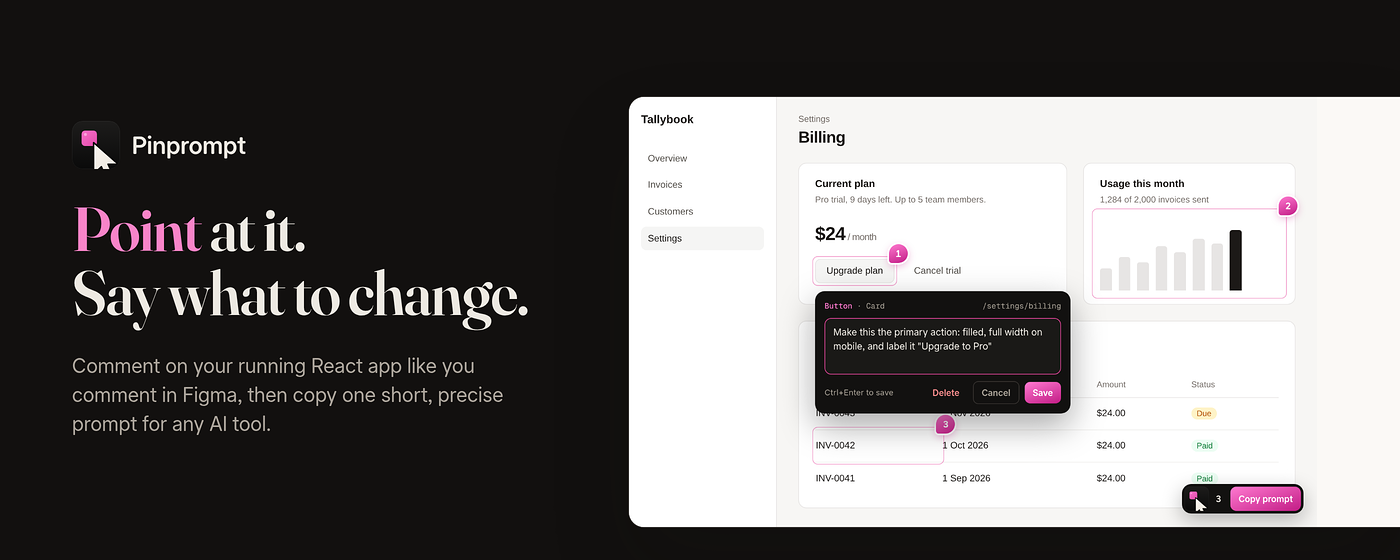 Pinprompt
Point at it.
Say what to change.
Comment on your running React app like you
comment in Figma, then copy one short, precise
prompt for any AI tool.
Tallybook
Overview
Invoices
Customers
Settings
Settings
Billing
Current plan
Pro trial, 9 days left. Up to 5 team members.
$24 / month
1
Upgrade plan
Cancel trial
Usage this month
1,284 of 2,000 invoices sent
2
Button · Card
/settings/billing
Make this the primary action: filled, full width on
mobile, and label it "Upgrade to Pro"
Ctrl+Enter to save
Delete
Cancel
Save
Amount
Status
INV-0043
Nov 2026
$24.00
Due
3
INV-0042
1 Oct 2026
$24.00
Paid
INV-0041
1 Sep 2026
$24.00
Paid
3
Copy prompt